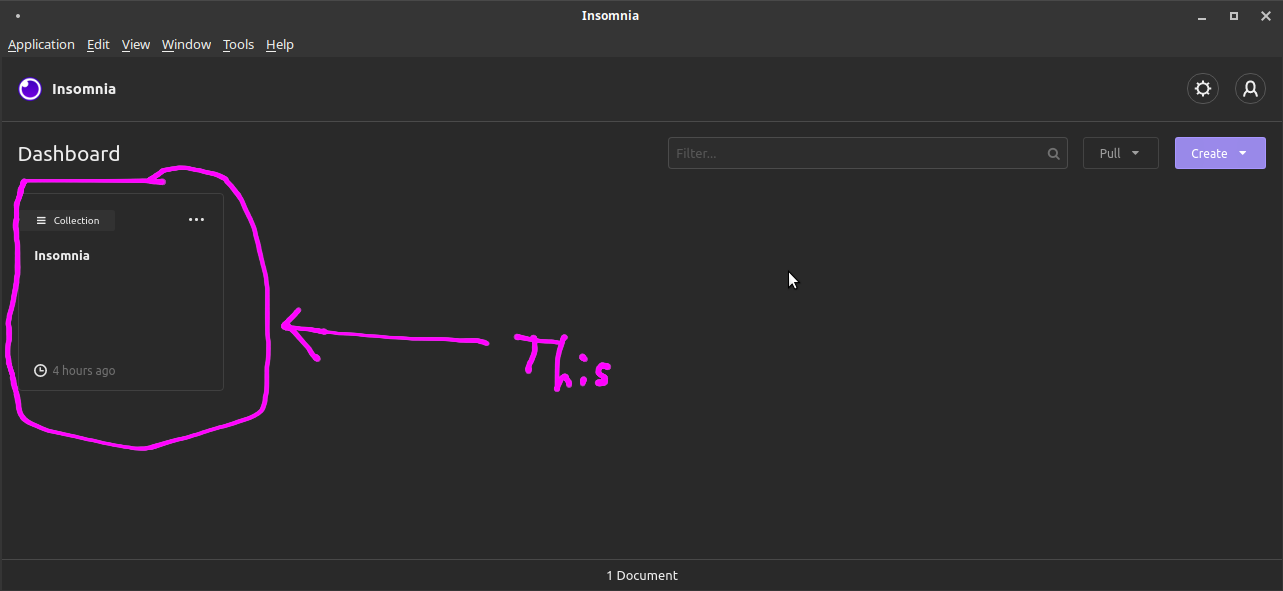 Insomnia
Application Edit View Window Tools Help
Insomnia
Dashboard
Filter... Pull Create
Collection
Insomnia
This
4 hours ago
1 Document